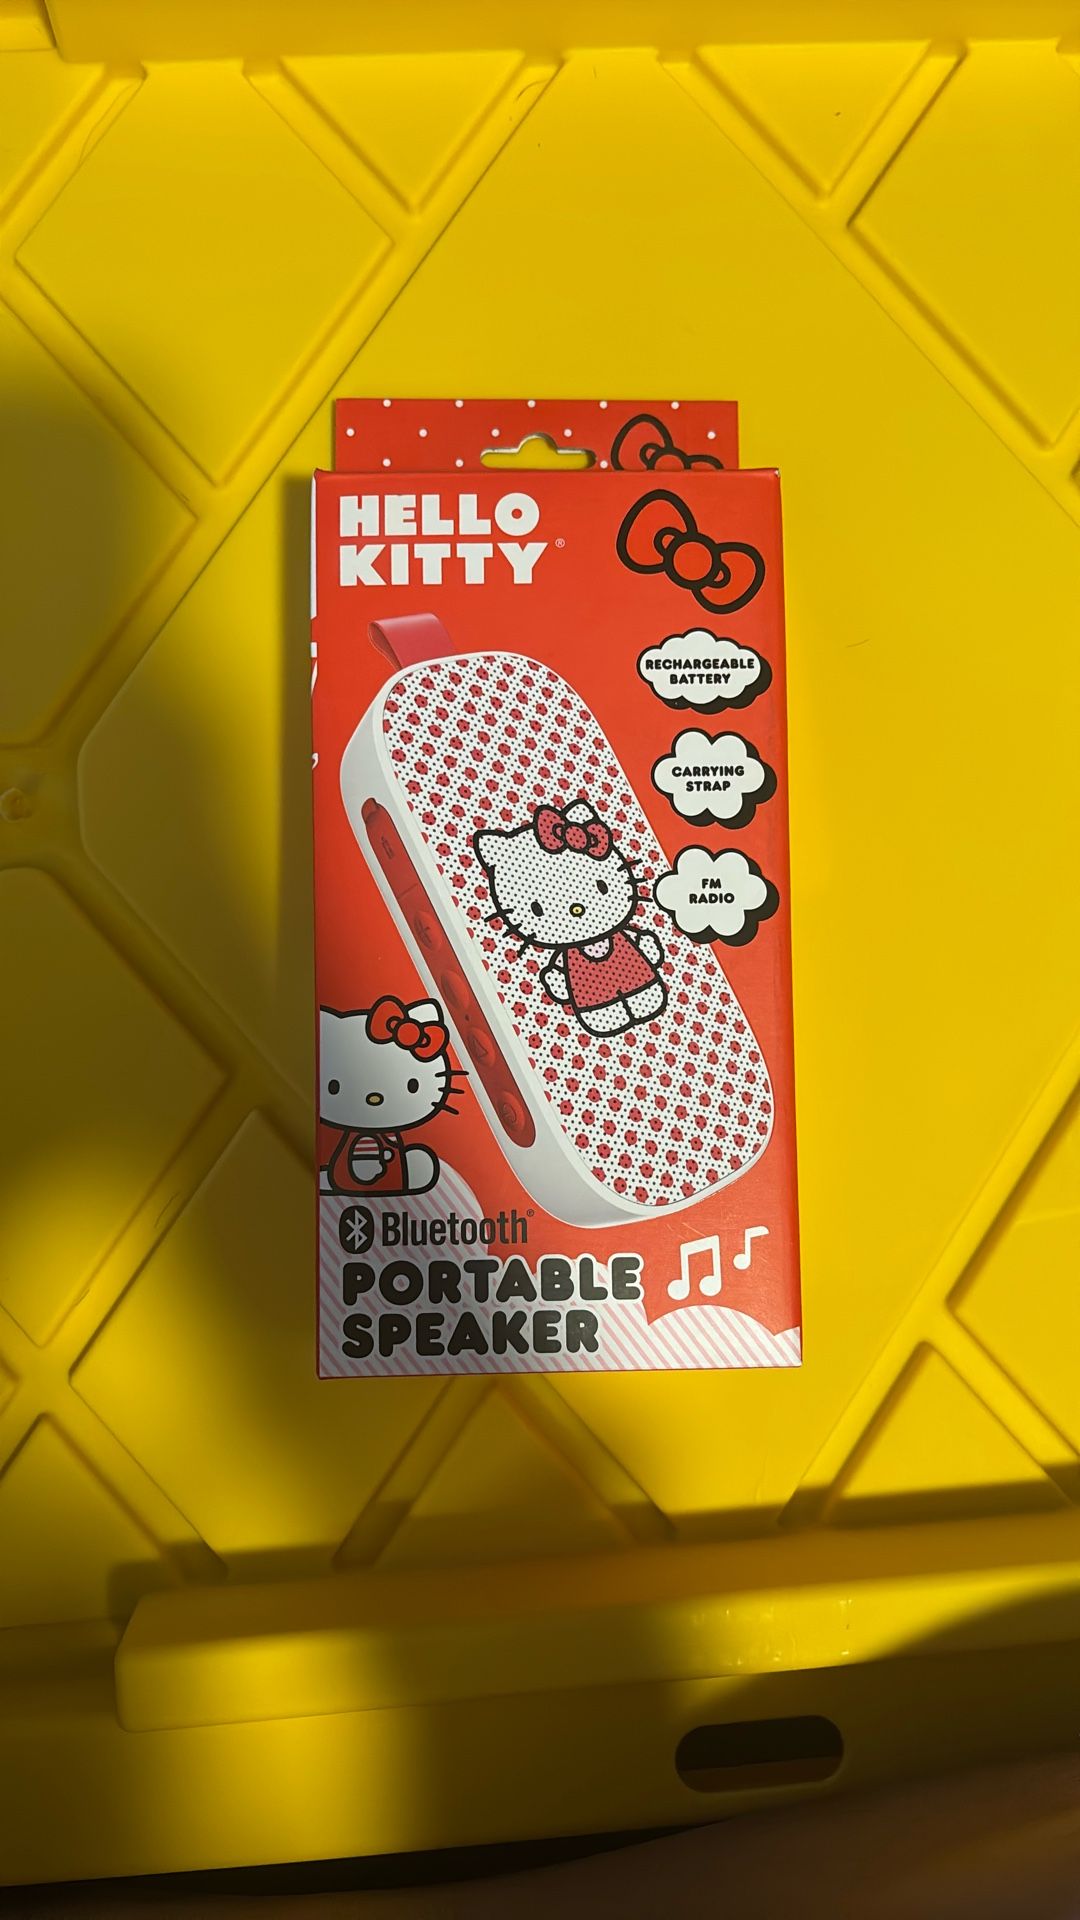 HELLO
KITTY®
RECHARGEABLE
BATTERY
CARRYING
STRAP
FM
RADIO
Bluetooth®
PORTABLE
SPEAKER